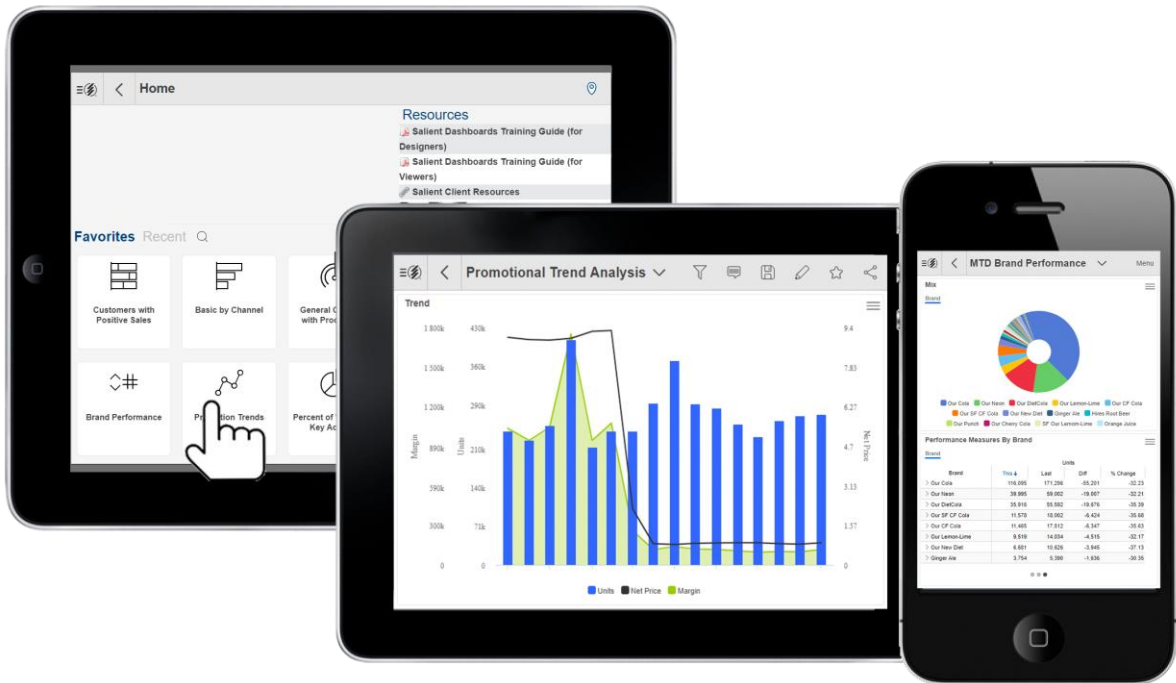 Home
Resources
Salient Dashboards Training Guide (for
Designers)
Salient Dashboards Training Guide (for
Viewers)
Salient Client Resources
Favorites Recent
Customers with
Positive Sales
Basic by Channel
General
with
Brand Performance
Trends
Percent of
Key
Promotional Trend Analysis
Trend
1 800k 430k 9.4
1 500k 360k 7.83
1 200k 290k 6.27
Margin 890k Units 210k 4.7 Net Price
590k 140k 3.13
300k 71k 1.57
0 0 0
Units Net Price Margin
MTD Brand Performance Menu
Mix
Brand
Our Cola Our Neon Our DietCola Our Lemon-Lime Our CF Cola
Our SF CF Cola Our New Diet Ginger Ale Hires Root Beer
Our Punch Our Cherry Cola SF Our Lemon-Lime Orange Juice
Performance Measures By Brand
Brand
Units
Brand This Last Diff % Change
Our Cola 116,095 171,296 -55,201 -32.23
Our Neon 39,995 59,002 -19,007 -32.21
Our DietCola 35,916 55,592 -19,676 -35.39
Our SF CF Cola 11,578 18,002 -6,424 -35.68
Our CF Cola 11,465 17,812 -6,347 -35.63
Our Lemon-Lime 9,519 14,034 -4,515 -32.17
Our New Diet 6,681 10,626 -3,945 -37.13
Ginger Ale 3,754 5,390 -1,636 -30.35